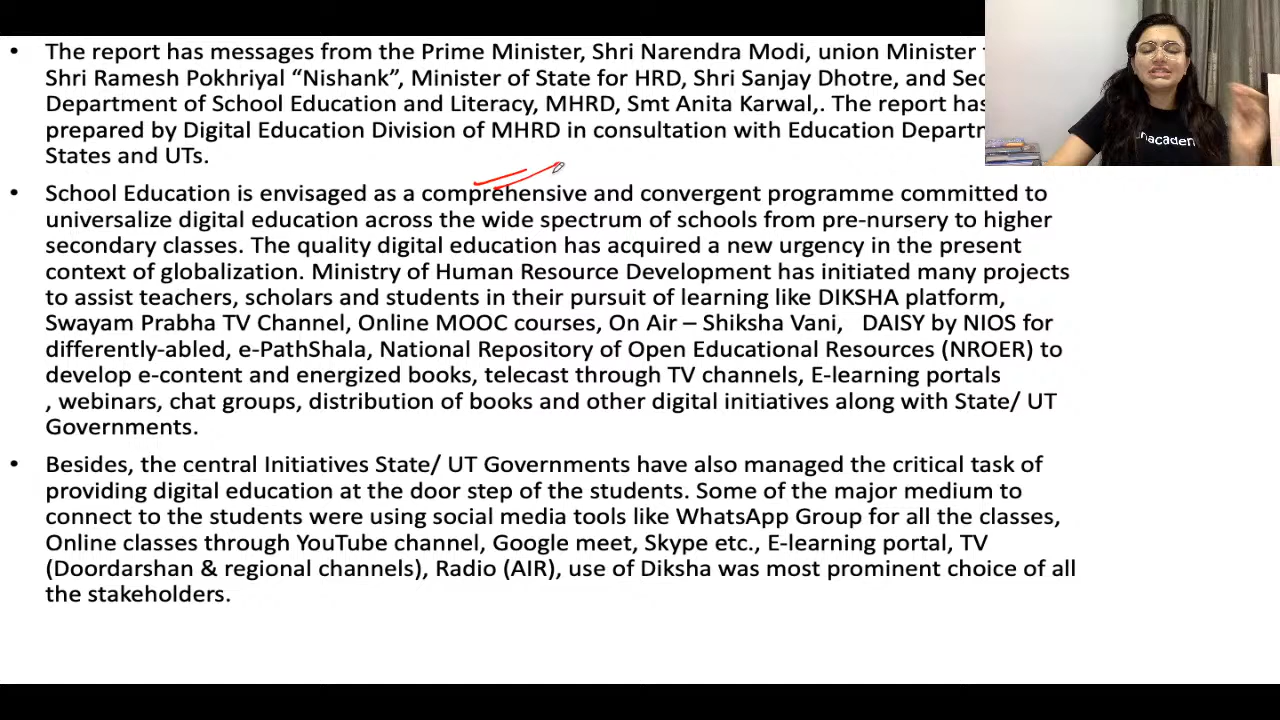 • The report has messages from the Prime Minister, Shri Narendra Modi, union Minister
Shri Ramesh Pokhriyal “Nishank”, Minister of State for HRD, Shri Sanjay Dhotre, and Sec
Department of School Education and Literacy, MHRD, Smt Anita Karwal,. The report has
prepared by Digital Education Division of MHRD in consultation with Education Departm
States and UTs.
• School Education is envisaged as a comprehensive and convergent programme committed to
universalize digital education across the wide spectrum of schools from pre-nursery to higher
secondary classes. The quality digital education has acquired a new urgency in the present
context of globalization. Ministry of Human Resource Development has initiated many projects
to assist teachers, scholars and students in their pursuit of learning like DIKSHA platform,
Swayam Prabha TV Channel, Online MOOC courses, On Air – Shiksha Vani, DAISY by NIOS for
differently-abled, e-PathShala, National Repository of Open Educational Resources (NROER) to
develop e-content and energized books, telecast through TV channels, E-learning portals
, webinars, chat groups, distribution of books and other digital initiatives along with State/ UT
Governments.
• Besides, the central Initiatives State/ UT Governments have also managed the critical task of
providing digital education at the door step of the students. Some of the major medium to
connect to the students were using social media tools like WhatsApp Group for all the classes,
Online classes through YouTube channel, Google meet, Skype etc., E-learning portal, TV
(Doordarshan & regional channels), Radio (AIR), use of Diksha was most prominent choice of all
the stakeholders.